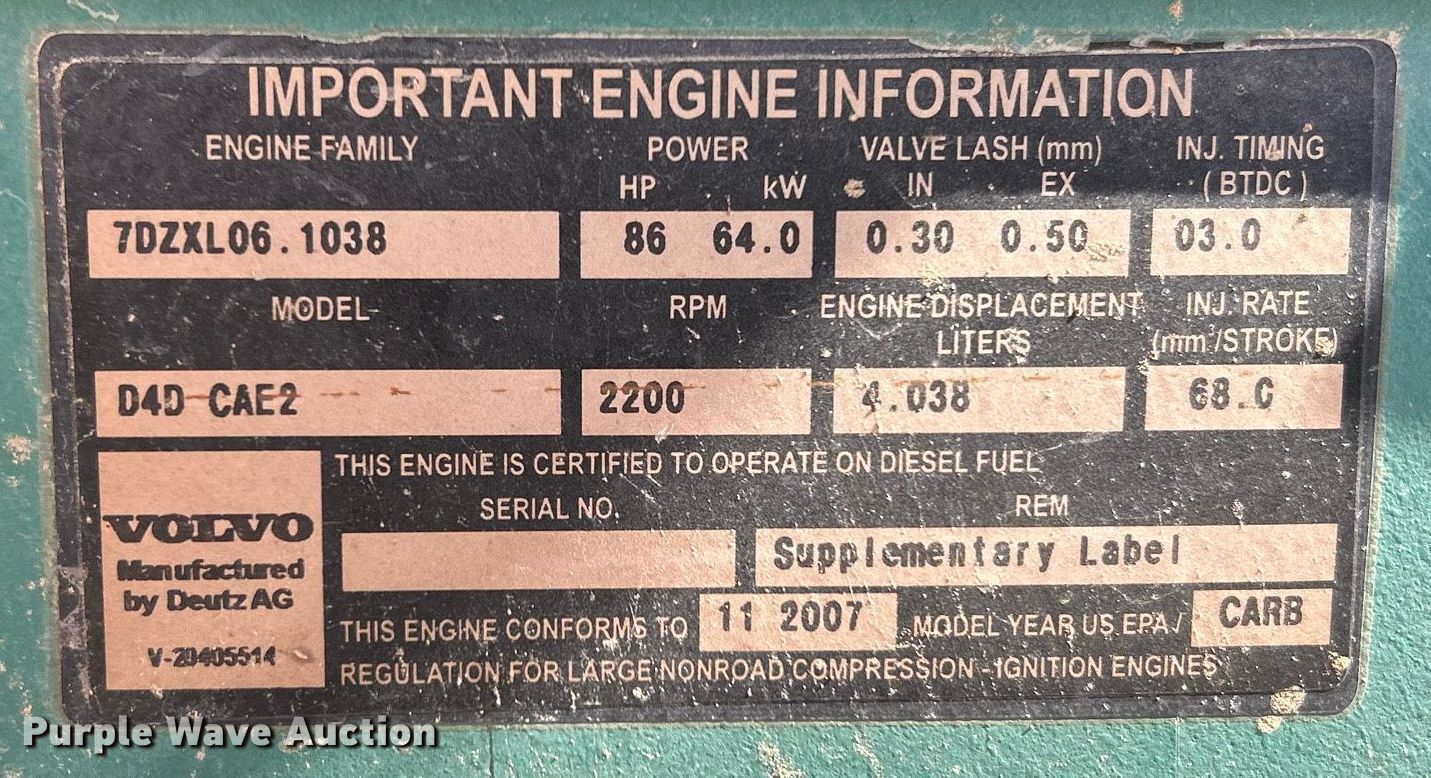 IMPORTANT ENGINE INFORMATION
ENGINE FAMILY POWER VALVE LASH (mm) INJ. TIMING
HP kW IN EX (BTDC)
7DZXL06.1038 86 64.0 0.30 0.50 03.0
MODEL RPM ENGINE DISPLACEMENT INJ. RATE
LITERS (mm³/STROKE)
D4D CAE2 2200 4.038 68.0
THIS ENGINE IS CERTIFIED TO OPERATE ON DIESEL FUEL
SERIAL NO. REM
VOLVO
Manufactured
by Deutz AG
V-20405514
Supplementary Label
THIS ENGINE CONFORMS TO 11 2007 MODEL YEAR US EPA/ CARB
REGULATION FOR LARGE NONROAD COMPRESSION - IGNITION ENGINES
Purple Wave Auction